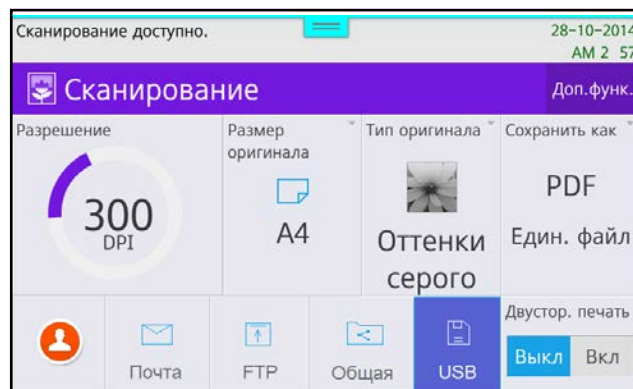 Сканирование доступно.
28-10-2014
AM 2 57
Сканирование
Доп.функ.
Разрешение
300
DPI
Размер
оригинала
A4
Тип оригинала
Оттенки
серого
Сохранить как
PDF
Един. файл
Почта
FTP
Общая
USB
Двустор. печать
Выкл
Вкл